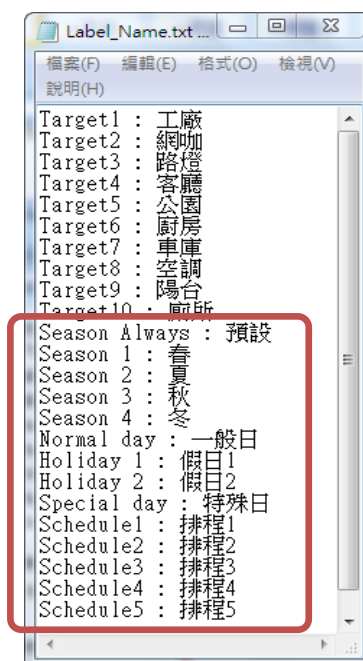 Label_Name.txt ...
檔案(F) 編輯(E) 格式(O) 檢視(V)
說明(H)
Target1 : 工廠
Target2 : 網咖
Target3 : 路燈
Target4 : 客廳
Target5 : 公園
Target6 : 廚房
Target7 : 車庫
Target8 : 空調
Target9 : 陽台
Target10 : 廁所
Season Always : 預設
Season 1 : 春
Season 2 : 夏
Season 3 : 秋
Season 4 : 冬
Normal day : 一般日
Holiday 1 : 假日1
Holiday 2 : 假日2
Special day : 特殊日
Schedule1 : 排程1
Schedule2 : 排程2
Schedule3 : 排程3
Schedule4 : 排程4
Schedule5 : 排程5